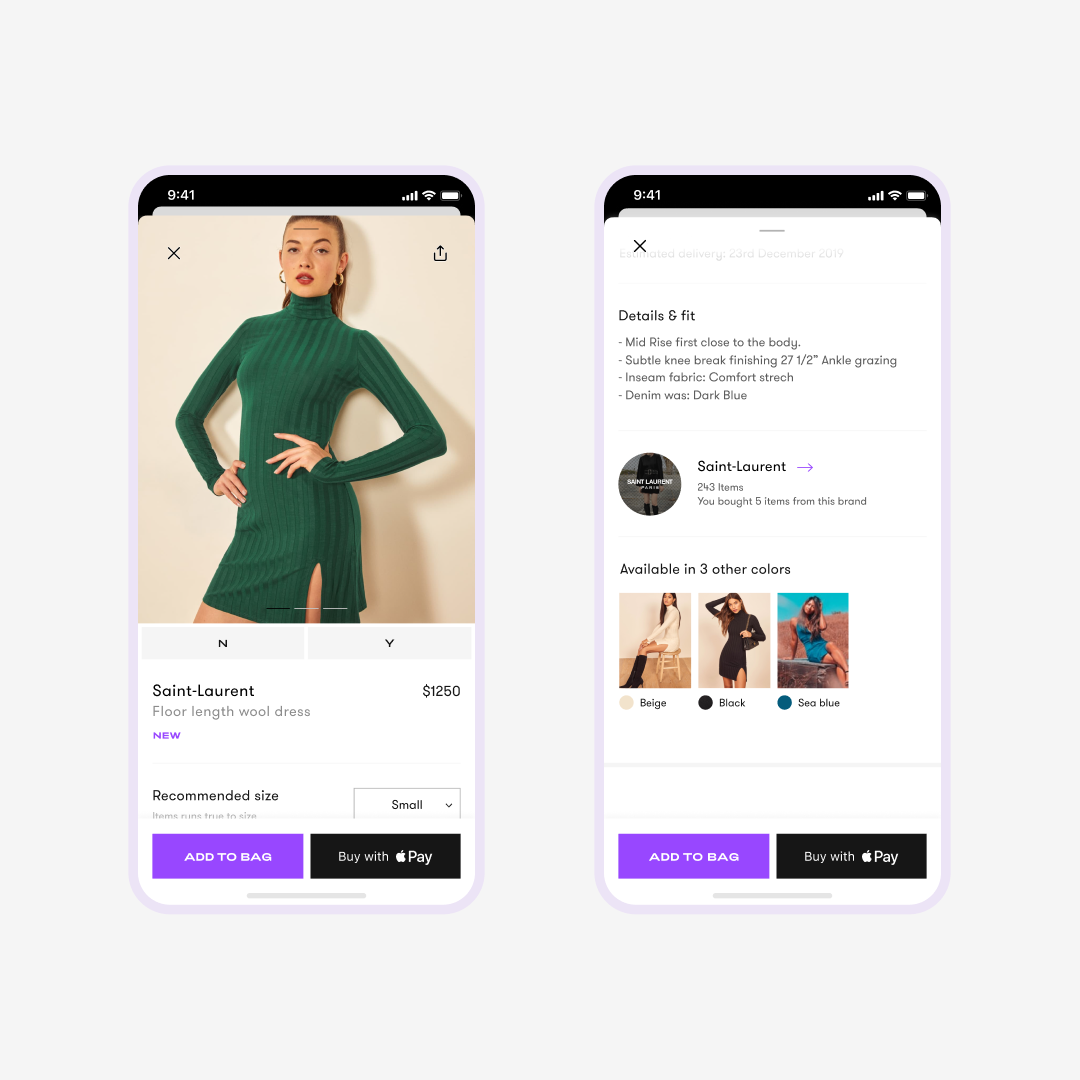 9:41
N
Y
Saint-Laurent
$1250
Floor length wool dress
NEW
Recommended size
Small
Items runs true to size
ADD TO BAG
Buy with Pay
9:41
Estimated delivery: 23rd December 2019
Details & fit
- Mid Rise first close to the body.
- Subtle knee break finishing 27 1/2” Ankle grazing
- Inseam fabric: Comfort strech
- Denim was: Dark Blue
SAINT LAURENT
PARIS
Saint-Laurent
243 Items
You bought 5 items from this brand
Available in 3 other colors
Beige
Black
Sea blue
ADD TO BAG
Buy with Pay